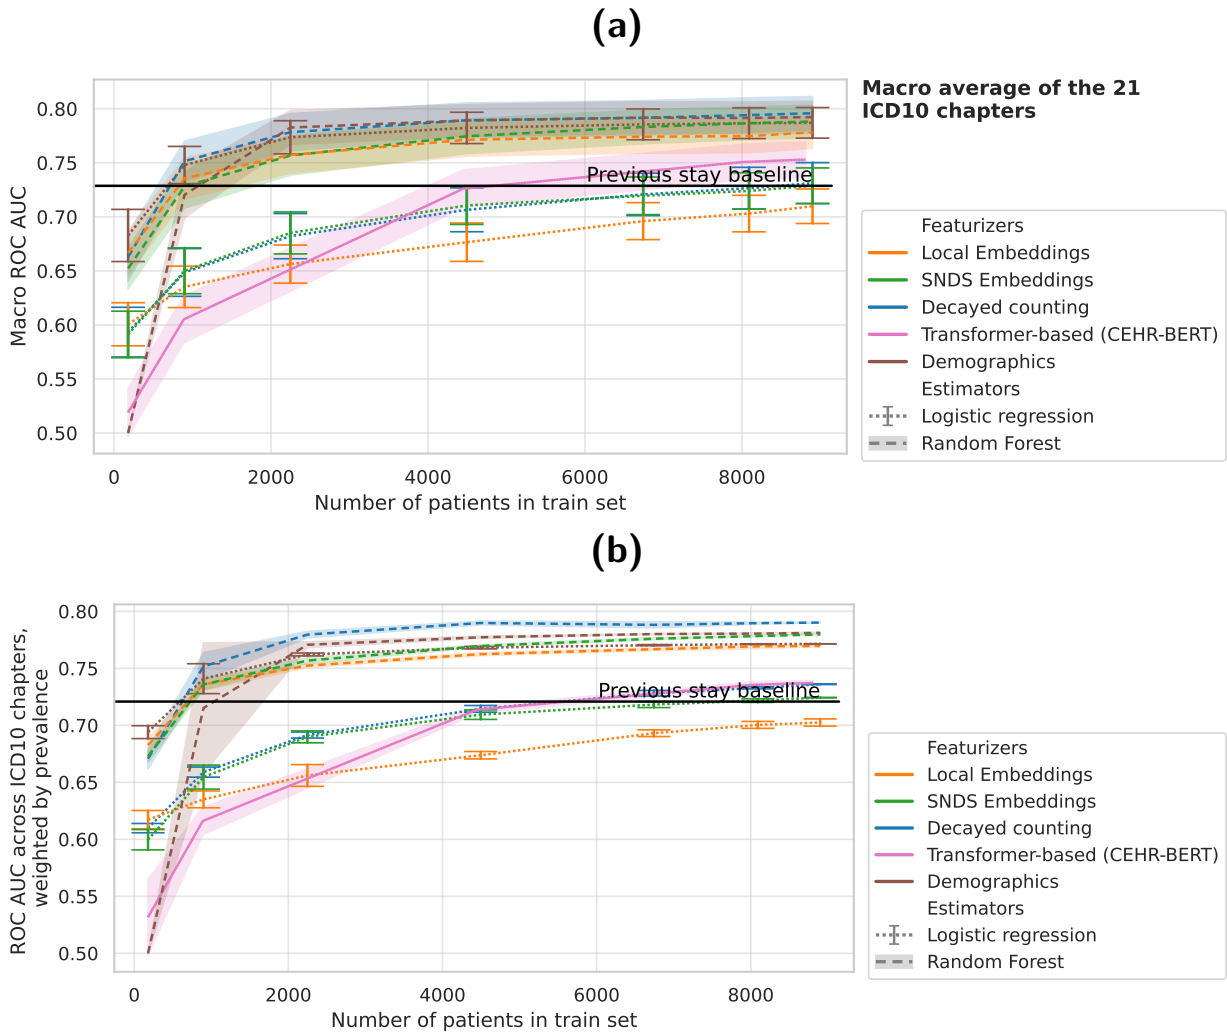 (a)
Macro average of the 21
ICD10 chapters
Macro ROC AUC
0.80
0.75
0.70
0.65
0.60
0.55
0.50
Previous stay baseline
0 2000 4000 6000 8000
Number of patients in train set
Featurizers
Local Embeddings
SNDS Embeddings
Decayed counting
Transformer-based (CEHR-BERT)
Demographics
Estimators
Logistic regression
Random Forest
(b)
ROC AUC across ICD10 chapters,
weighted by prevalence
0.80
0.75
0.70
0.65
0.60
0.55
0.50
Previous stay baseline
0 2000 4000 6000 8000
Number of patients in train set
Featurizers
Local Embeddings
SNDS Embeddings
Decayed counting
Transformer-based (CEHR-BERT)
Demographics
Estimators
Logistic regression
Random Forest